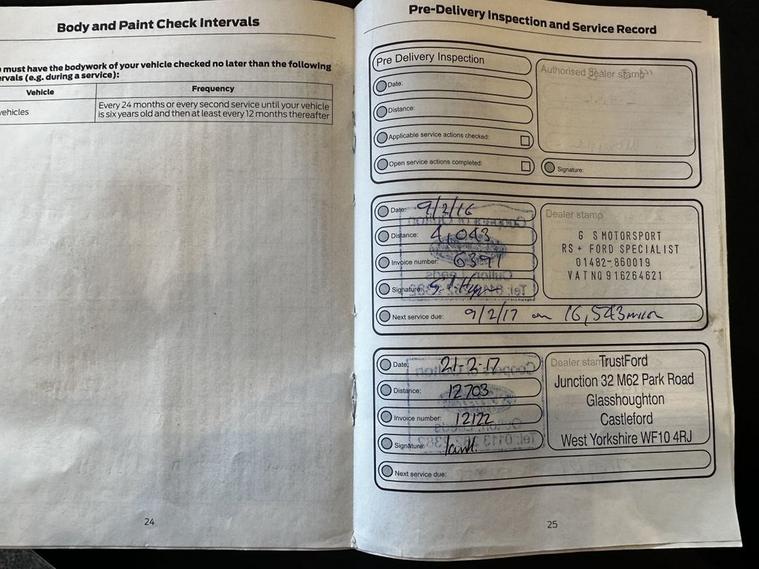 Body and Paint Check Intervals
must have the bodywork of your vehicle checked no later than the following
ervals (e.g. during a service):
Vehicle Frequency
vehicles Every 24 months or every second service until your vehicle
is six years old and then at least every 12 months thereafter
24
Pre-Delivery Inspection and Service Record
Pre Delivery Inspection
Authorised dealer stamp
Date:
Distance:
Applicable service actions checked:
Open service actions completed:
Signature:
Date: 9/2/16
Distance: 4,043
Invoice number: 6391
Signature:
Dealer stamp
G S MOTORSPORT
RS + FORD SPECIALIST
01482-860019
VAT NO 916264621
Next service due: 9/2/17 or 16,543 miles
Date: 21-2-17
Distance: 12703
Invoice number: 12122
Signature:
Dealer stam
TrustFord
Junction 32 M62 Park Road
Glasshoughton
Castleford
West Yorkshire WF10 4RJ
Next service due:
25